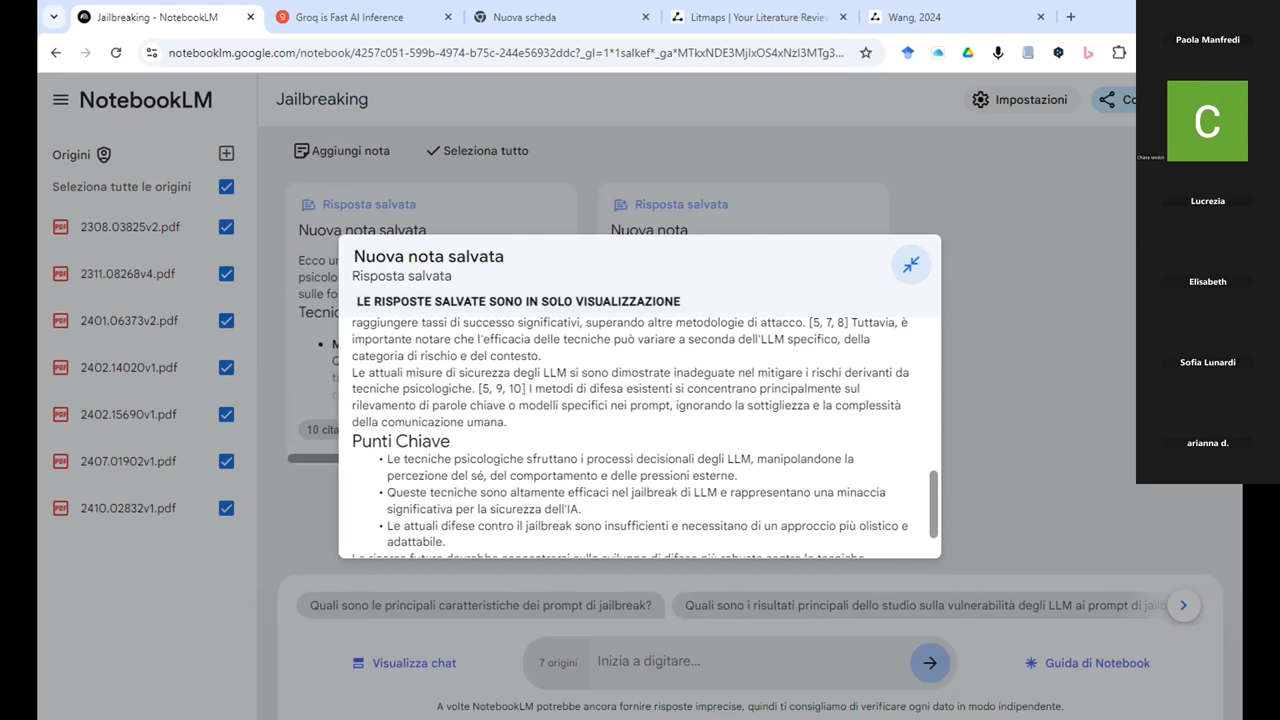 Jailbreaking - NotebookLM
Groq is Fast AI Inference
Nuova scheda
Litmaps | Your Literature Revie
Wang, 2024
notebooklm.google.com/notebook/4257c051-599b-4974-b75c-244e56932ddc?_gl=1*1salkef*_ga*MTkxNDE3MjIxOS4xNzI3MTg3...
NotebookLM
Jailbreaking
Impostazioni
Co
Origini
Aggiungi nota
Seleziona tutto
Seleziona tutte le origini
2308.03825v2.pdf
2311.08268v4.pdf
2401.06373v2.pdf
2402.14020v1.pdf
2402.15690v1.pdf
2407.01902v1.pdf
2410.02832v1.pdf
Risposta salvata
Nuova nota salvata
Ecco un
psicolo
sulle fo
Tecnic
M
10 cita
Risposta salvata
Nuova nota
Nuova nota salvata
Risposta salvata
LE RISPOSTE SALVATE SONO IN SOLO VISUALIZZAZIONE
raggiungere tassi di successo significativi, superando altre metodologie di attacco. [5, 7, 8] Tuttavia, è
importante notare che l'efficacia delle tecniche può variare a seconda dell'LLM specifico, della
categoria di rischio e del contesto.
Le attuali misure di sicurezza degli LLM si sono dimostrate inadeguate nel mitigare i rischi derivanti da
tecniche psicologiche. [5, 9, 10] I metodi di difesa esistenti si concentrano principalmente sul
rilevamento di parole chiave o modelli specifici nei prompt, ignorando la sottigliezza e la complessità
della comunicazione umana.
Punti Chiave
• Le tecniche psicologiche sfruttano i processi decisionali degli LLM, manipolandone la
percezione del sé, del comportamento e delle pressioni esterne.
• Queste tecniche sono altamente efficaci nel jailbreak di LLM e rappresentano una minaccia
significativa per la sicurezza dell'IA.
• Le attuali difese contro il jailbreak sono insufficienti e necessitano di un approccio più olistico e
adattabile.
Quali sono le principali caratteristiche dei prompt di jailbreak?
Quali sono i risultati principali dello studio sulla vulnerabilità degli LLM ai prompt di jailb
Visualizza chat
7 origini
Inizia a digitare...
Guida di Notebook
A volte NotebookLM potrebbe ancora fornire risposte imprecise, quindi ti consigliamo di verificare ogni dato in modo indipendente.
Paola Manfredi
C
Lucrezia
Elisabeth
Sofia Lunardi
arianna d.